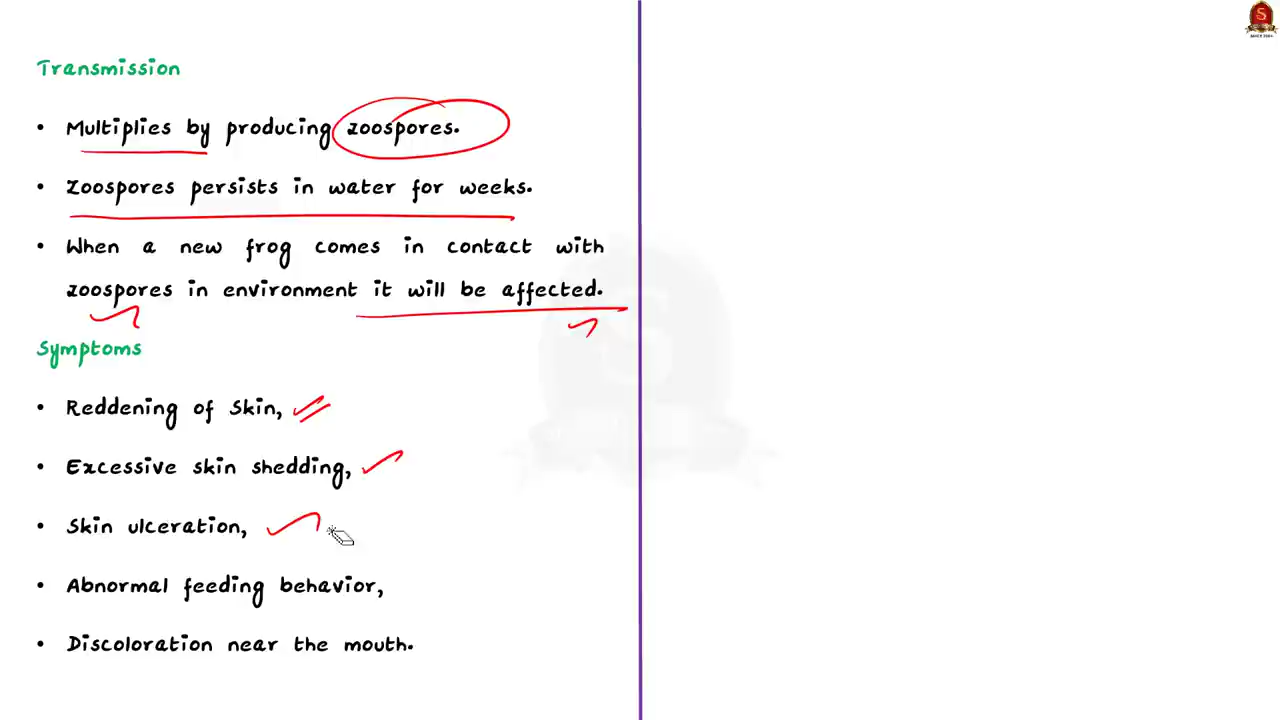 Transmission
• Multiplies by producing zoospores.
• Zoospores persists in water for weeks.
• When a new frog comes in contact with
zoospores in environment it will be affected.
Symptoms
• Reddening of Skin,
• Excessive skin shedding,
• Skin ulceration,
• Abnormal feeding behavior,
• Discoloration near the mouth.
S
SINCE 2004